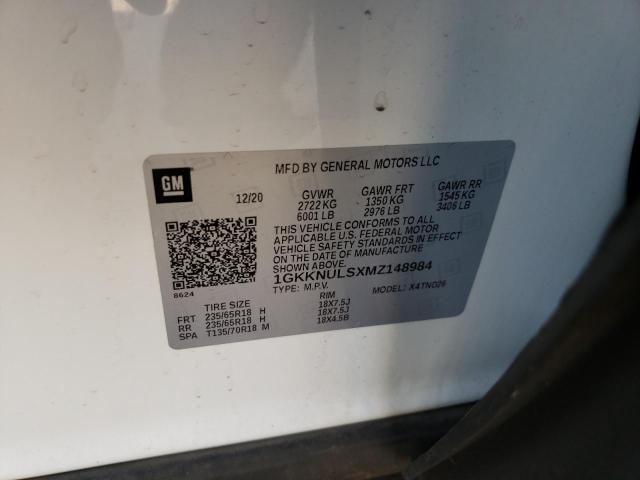 MFD BY GENERAL MOTORS LLC
GM
12/20
GVWR GAWR FRT GAWR RR
2722 KG 1350 KG 1545 KG
6001 LB 2976 LB 3406 LB
THIS VEHICLE CONFORMS TO ALL
APPLICABLE U.S. FEDERAL MOTOR
VEHICLE SAFETY STANDARDS IN EFFECT
ON THE DATE OF MANUFACTURE
SHOWN ABOVE.
1GKKNULSXMZ148984
8624
TYPE: M.P.V. MODEL: X4TNO26
TIRE SIZE RIM
FRT 235/65R18 H 18X7.5J
RR 235/65R18 H 18X7.5J
SPA T135/70R18 M 18X4.5B